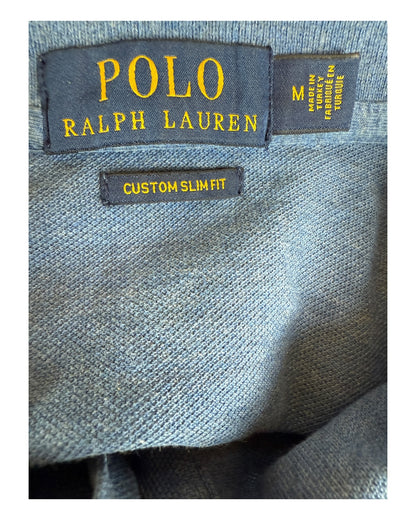 POLO
RALPH LAUREN
M
MADE IN
TURKEY
FABRIQUÉ EN
TURQUIE
CUSTOM SLIM FIT